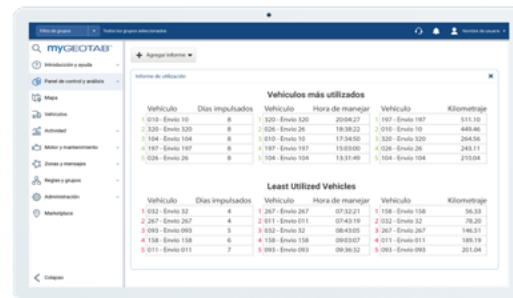 Filtro de grupos
Todos los grupos seleccionados
Nombre de usuario
myGEOTAB
Agregar informe
Introducción y ayuda
Panel de control y análisis
Mapa
Vehículos
Actividad
Motor y mantenimiento
Zonas y mensajes
Reglas y grupos
Administración
Marketplace
Colapso
Informe de utilización
Vehículos más utilizados
Vehículo Días impulsados Vehículo Hora de manejar Vehículo Kilometraje
1 010 - Envío 10 8 1 320 - Envío 320 20:04:27 1 197 - Envío 197 511.10
2 320 - Envío 320 8 2 026 - Envío 26 18:38:22 2 010 - Envío 10 449.46
3 104 - Envío 104 8 3 010 - Envío 10 17:34:50 3 320 - Envío 320 264.56
4 197 - Envío 197 8 4 197 - Envío 197 15:03:00 4 026 - Envío 26 243.11
5 026 - Envío 26 8 5 104 - Envío 104 13:31:49 5 104 - Envío 104 210.04
Least Utilized Vehicles
Vehículo Días impulsados Vehículo Hora de manejar Vehículo Kilometraje
1 032 - Envío 32 4 1 267 - Envío 267 07:32:21 1 158 - Envío 158 56.33
2 267 - Envío 267 4 2 011 - Envío 011 07:43:19 2 032 - Envío 32 78.20
3 093 - Envío 093 5 3 032 - Envío 32 08:43:05 3 267 - Envío 267 146.51
4 158 - Envío 158 6 4 158 - Envío 158 09:03:07 4 011 - Envío 011 189.19
5 011 - Envío 011 7 5 093 - Envío 093 09:36:32 5 093 - Envío 093 201.04